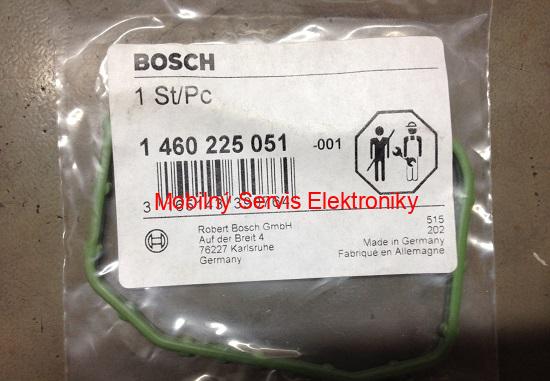 BOSCH
1 St/Pc
1 460 225 051 -001
Mobilný Servis Elektroniky
Robert Bosch GmbH
Auf der Breit 4
76227 Karlsruhe
Germany
515
202
Made in Germany
Fabriqué en Allemagne